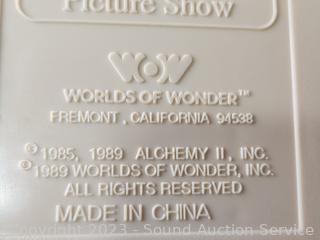 Picture Show
WOW
WORLDS OF WONDER™
FREMONT, CALIFORNIA 94538
© 1985, 1989 ALCHEMY II, INC.
© 1989 WORLDS OF WONDER, INC.
ALL RIGHTS RESERVED
MADE IN CHINA
Copyright 2023 - Sound Auction Service